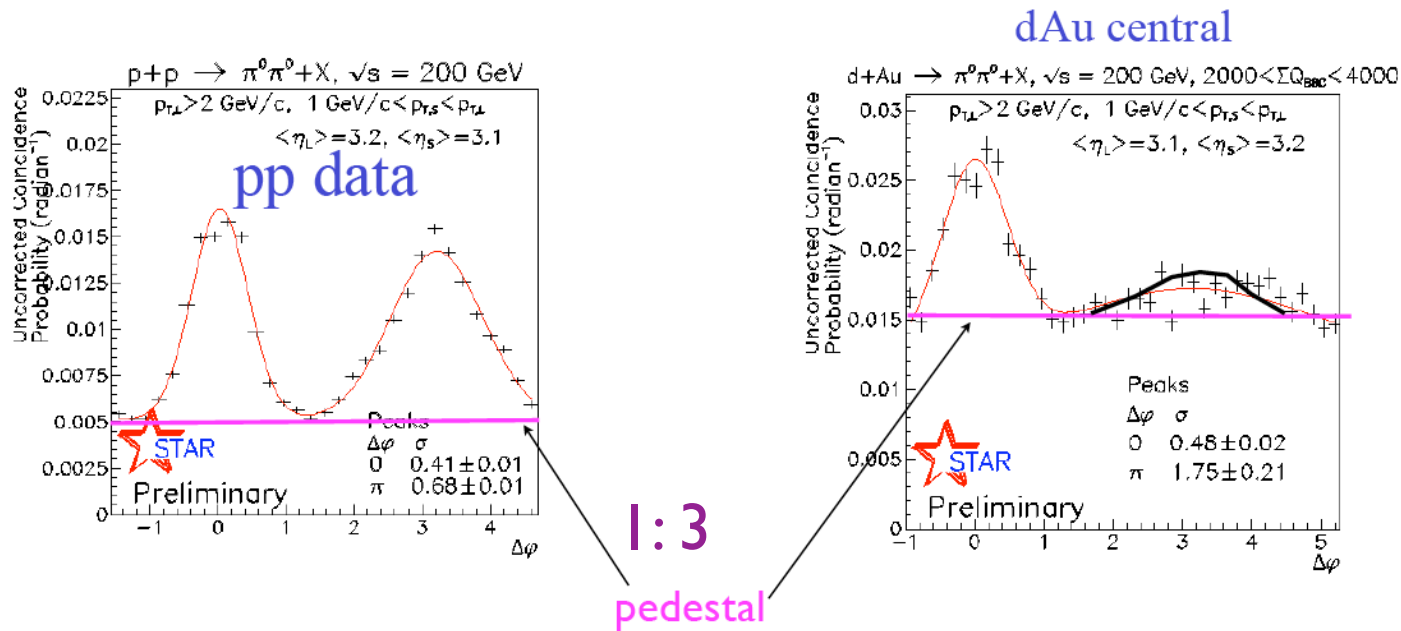 dAu central
p+p → π⁰π⁰+X, √s = 200 GeV
p_T,L>2 GeV/c, 1 GeV/c<p_T,S<p_T,L
<η_L>=3.2, <η_S>=3.1
pp data
Uncorrected Coincidence
Probability (radian⁻¹)
0.0225
0.02
0.0175
0.015
0.0125
0.01
0.0075
0.005
0.0025
0
STAR
Preliminary
Peaks
Δφ σ
0 0.41±0.01
π 0.68±0.01
−1 0 1 2 3 4
Δφ
d+Au → π⁰π⁰+X, √s = 200 GeV, 2000<ΣQ_BBC<4000
p_T,L>2 GeV/c, 1 GeV/c<p_T,S<p_T,L
<η_L>=3.1, <η_S>=3.2
Uncorrected Coincidence
Probability (radian⁻¹)
0.03
0.025
0.02
0.015
0.01
0.005
0
STAR
Preliminary
Peaks
Δφ σ
0 0.48±0.02
π 1.75±0.21
−1 0 1 2 3 4 5
Δφ
1:3
pedestal